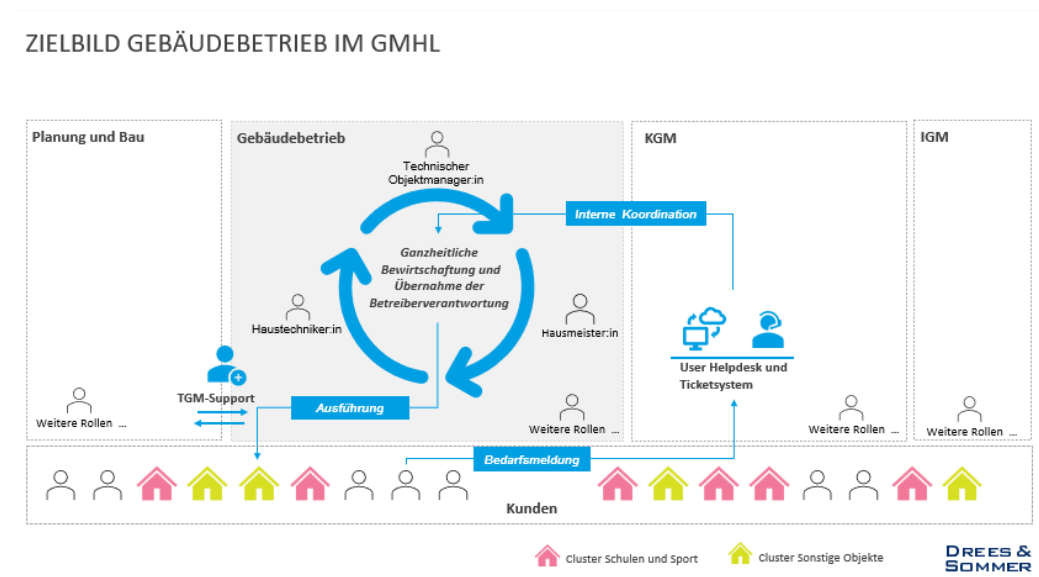 ZIELBILD GEBÄUDEBETRIEB IM GMHL
Planung und Bau
Gebäudebetrieb
KGM
IGM
Technischer
Objektmanager:in
Interne Koordination
Ganzheitliche
Bewirtschaftung und
Übernahme der
Betreiberverantwortung
Haustechniker:in
Hausmeister:in
User Helpdesk und
Ticketsystem
TGM-Support
Ausführung
Weitere Rollen ...
Weitere Rollen ...
Weitere Rollen ...
Weitere Rollen ...
Bedarfsmeldung
Kunden
Cluster Schulen und Sport
Cluster Sonstige Objekte
DREES &
SOMMER